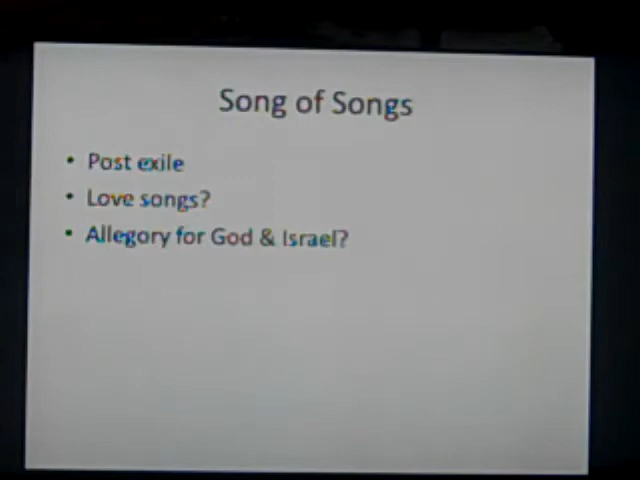 Song of Songs
• Post exile
• Love songs?
• Allegory for God & Israel?